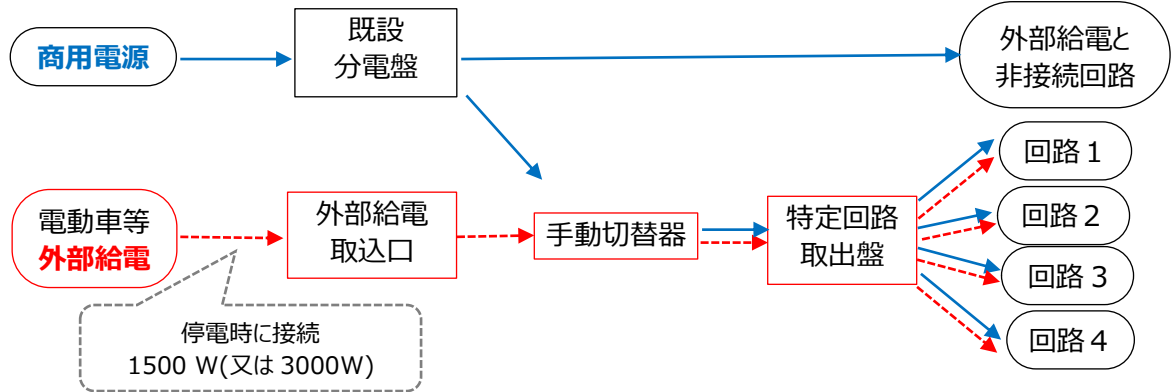 商用電源
既設
分電盤
外部給電と
非接続回路
電動車等
外部給電
外部給電
取込口
手動切替器
特定回路
取出盤
回路１
回路２
回路３
回路４
停電時に接続
1500 W(又は 3000W)